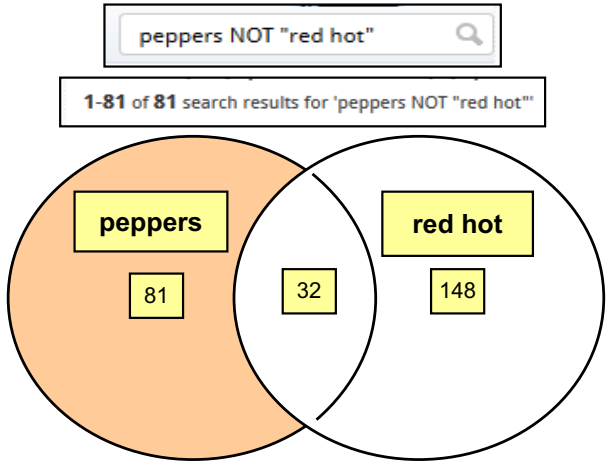 peppers NOT "red hot"
1-81 of 81 search results for 'peppers NOT "red hot"'
peppers
red hot
81
32
148